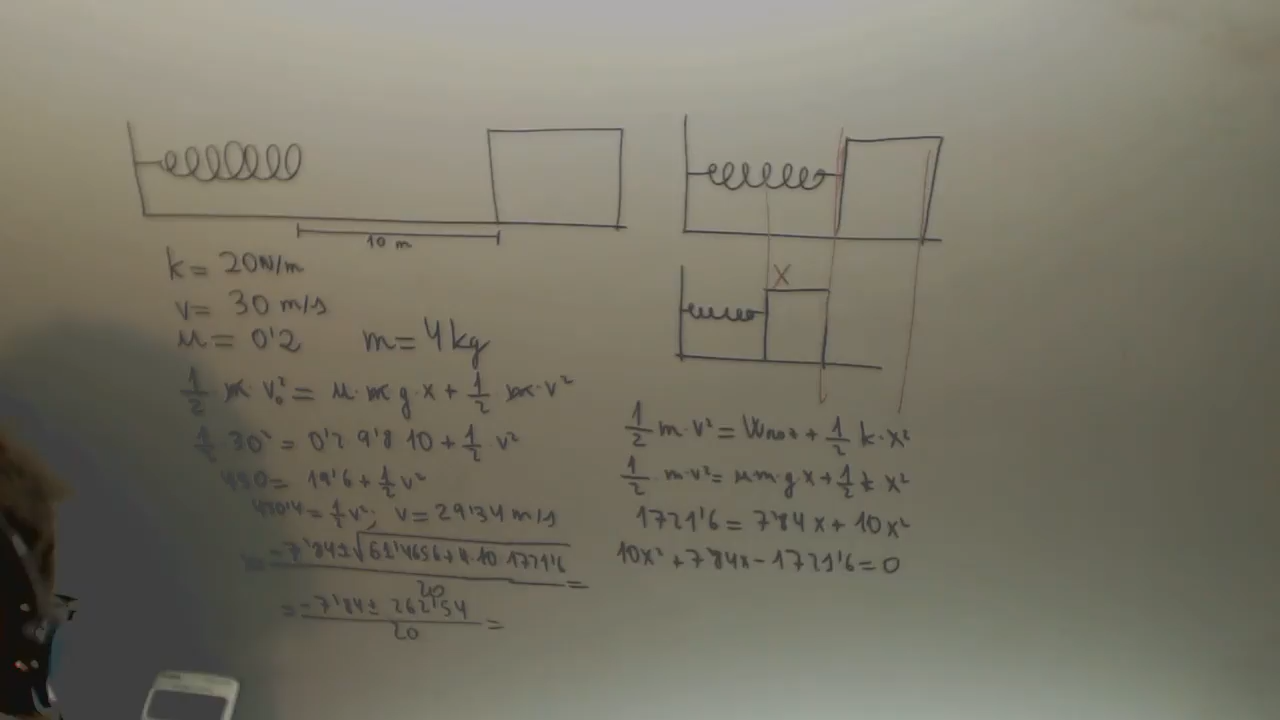 10 m
k = 20 N/m
v = 30 m/s
μ = 0'2 m = 4 kg
1/2 m v₀² = μ · m g · x + 1/2 m · v²
1/2 30² = 0'2 9'8 10 + 1/2 v²
450 = 19'6 + 1/2 v²
430'4 = 1/2 v²; v = 29'34 m/s
= -7'84 ± √61'4656 + 4 · 10 · 1721'6 / 20 =
= -7'84 ± 262'54 / 20 =
x
1/2 m · v² = W roz + 1/2 k · x²
1/2 m · v² = μ m · g x + 1/2 k x²
1721'6 = 7'84 x + 10x²
10x² + 7'84x - 1721'6 = 0